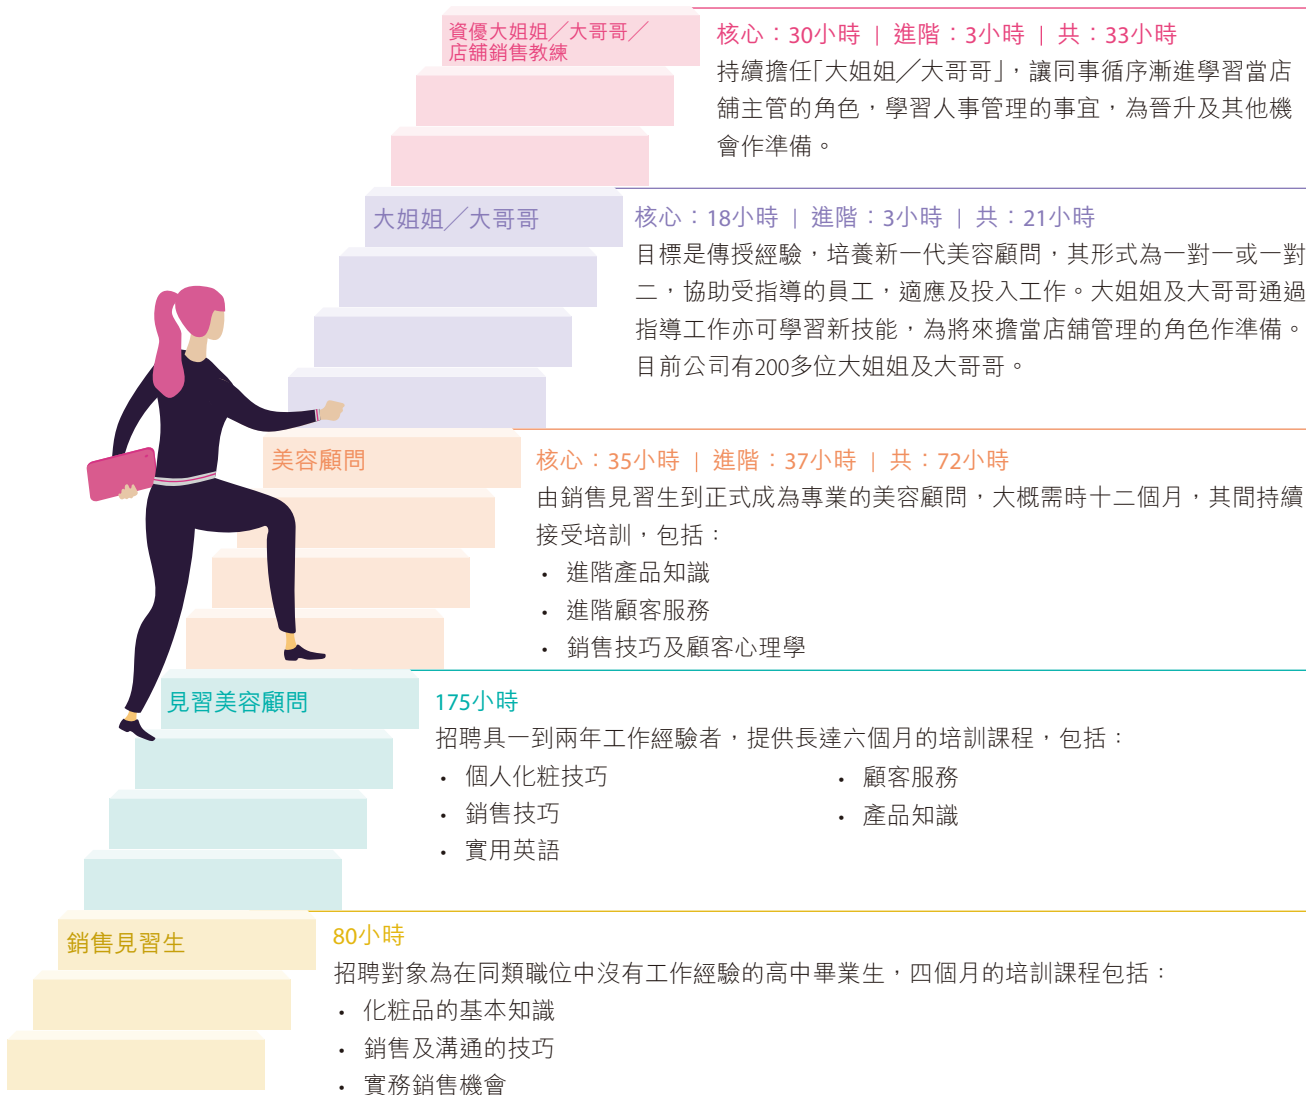 資優大姐姐╱大哥哥╱
店舖銷售教練
核心：30小時 | 進階：3小時 | 共：33小時
持續擔任「大姐姐╱大哥哥」，讓同事循序漸進學習當店
舖主管的角色，學習人事管理的事宜，為晉升及其他機
會作準備。
大姐姐╱大哥哥
核心：18小時 | 進階：3小時 | 共：21小時
目標是傳授經驗，培養新一代美容顧問，其形式為一對一或一對
二，協助受指導的員工，適應及投入工作。大姐姐及大哥哥通過
指導工作亦可學習新技能，為將來擔當店舖管理的角色作準備。
目前公司有200多位大姐姐及大哥哥。
美容顧問
核心：35小時 | 進階：37小時 | 共：72小時
由銷售見習生到正式成為專業的美容顧問，大概需時十二個月，其間持續
接受培訓，包括：
• 進階產品知識
• 進階顧客服務
• 銷售技巧及顧客心理學
見習美容顧問
175小時
招聘具一到兩年工作經驗者，提供長達六個月的培訓課程，包括：
• 個人化粧技巧
• 銷售技巧
• 實用英語
• 顧客服務
• 產品知識
銷售見習生
80小時
招聘對象為在同類職位中沒有工作經驗的高中畢業生，四個月的培訓課程包括：
• 化粧品的基本知識
• 銷售及溝通的技巧
• 實務銷售機會